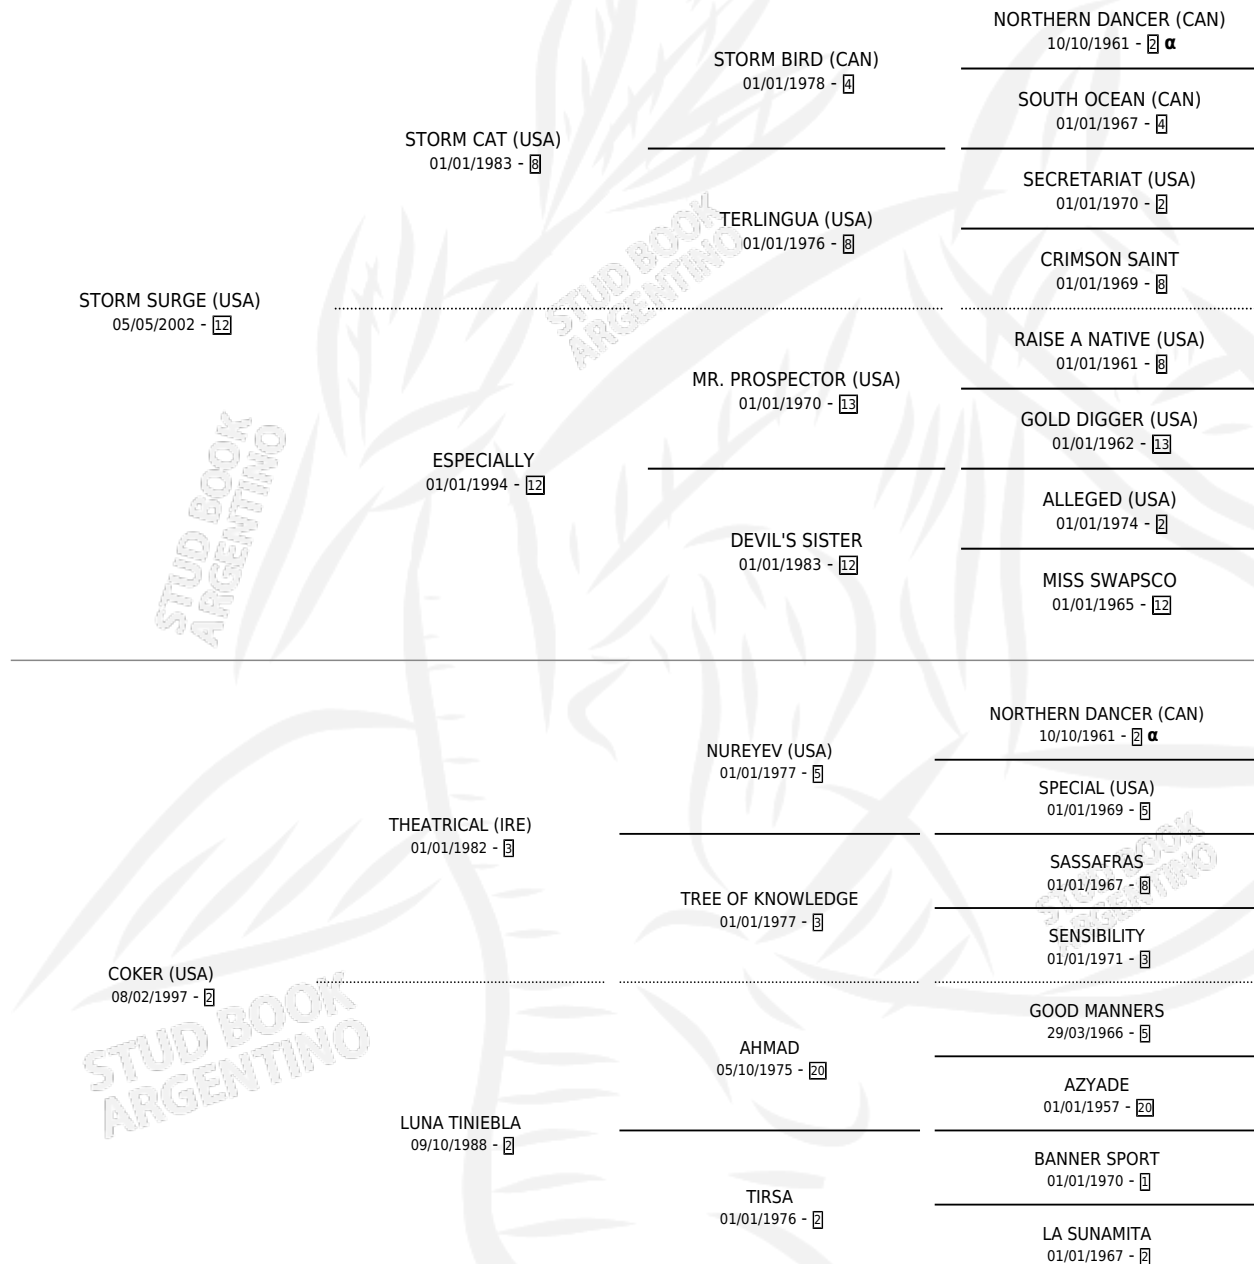 NORTHERN DANCER (CAN)
10/10/1961 - 2 α
STORM BIRD (CAN)
01/01/1978 - 4
SOUTH OCEAN (CAN)
01/01/1967 - 4
STORM CAT (USA)
01/01/1983 - 8
SECRETARIAT (USA)
01/01/1970 - 2
TERLINGUA (USA)
01/01/1976 - 8
CRIMSON SAINT
01/01/1969 - 8
STORM SURGE (USA)
05/05/2002 - 12
RAISE A NATIVE (USA)
01/01/1961 - 8
MR. PROSPECTOR (USA)
01/01/1970 - 13
GOLD DIGGER (USA)
01/01/1962 - 13
ESPECIALLY
01/01/1994 - 12
ALLEGED (USA)
01/01/1974 - 2
DEVIL'S SISTER
01/01/1983 - 12
MISS SWAPSCO
01/01/1965 - 12
NORTHERN DANCER (CAN)
10/10/1961 - 2 α
NUREYEV (USA)
01/01/1977 - 5
SPECIAL (USA)
01/01/1969 - 5
THEATRICAL (IRE)
01/01/1982 - 3
SASSAFRAS
01/01/1967 - 8
TREE OF KNOWLEDGE
01/01/1977 - 3
SENSIBILITY
01/01/1971 - 3
COKER (USA)
08/02/1997 - 2
GOOD MANNERS
29/03/1966 - 5
AHMAD
05/10/1975 - 20
AZYADE
01/01/1957 - 20
LUNA TINIEBLA
09/10/1988 - 2
BANNER SPORT
01/01/1970 - 1
TIRSA
01/01/1976 - 2
LA SUNAMITA
01/01/1967 - 2
STUD BOOK
ARGENTINO
STUD BOOK
ARGENTINO
STUD BOOK
ARGENTINO
STUD BOOK
ARGENTINO